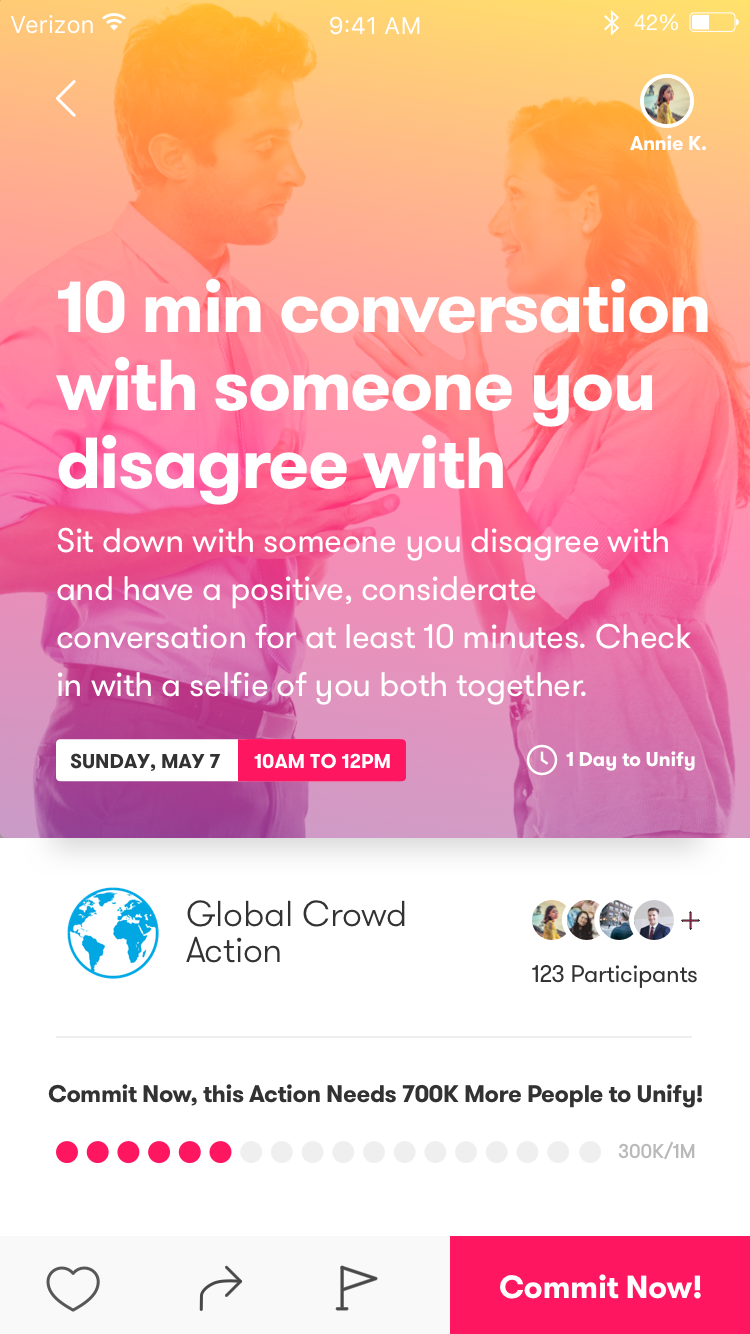 Verizon 9:41 AM 42%
Annie K.
10 min conversation
with someone you
disagree with
Sit down with someone you disagree with
and have a positive, considerate
conversation for at least 10 minutes. Check
in with a selfie of you both together.
SUNDAY, MAY 7 10AM TO 12PM 1 Day to Unify
Global Crowd
Action
+
123 Participants
Commit Now, this Action Needs 700K More People to Unify!
300K/1M
Commit Now!